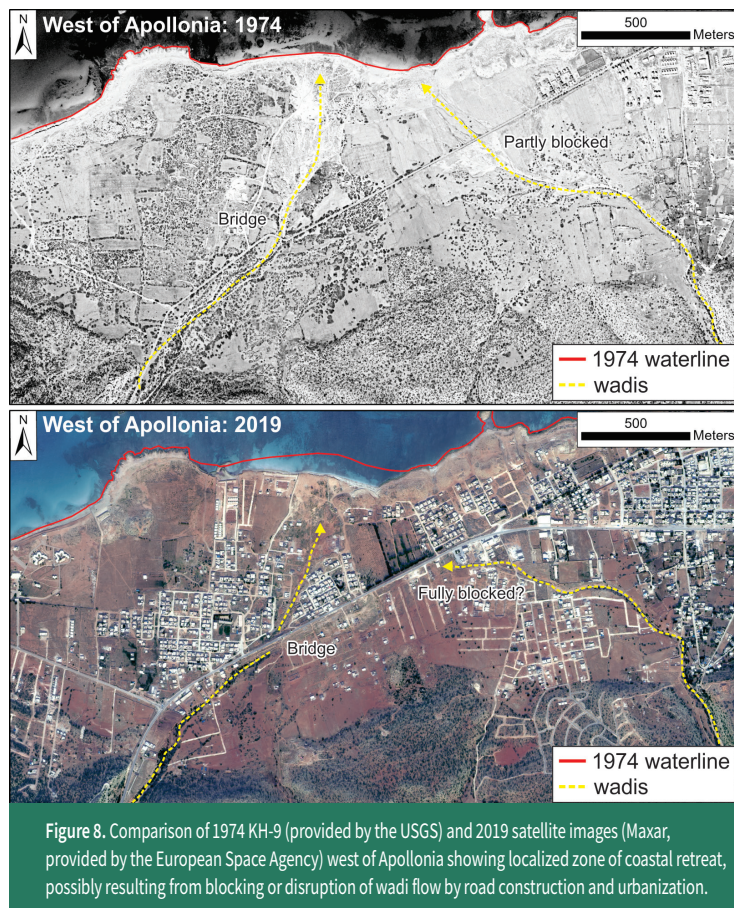 N
West of Apollonia: 1974
500
Meters
Partly blocked
Bridge
1974 waterline
wadis
N
West of Apollonia: 2019
500
Meters
Fully blocked?
Bridge
1974 waterline
wadis
Figure 8. Comparison of 1974 KH-9 (provided by the USGS) and 2019 satellite images (Maxar,
provided by the European Space Agency) west of Apollonia showing localized zone of coastal retreat,
possibly resulting from blocking or disruption of wadi flow by road construction and urbanization.